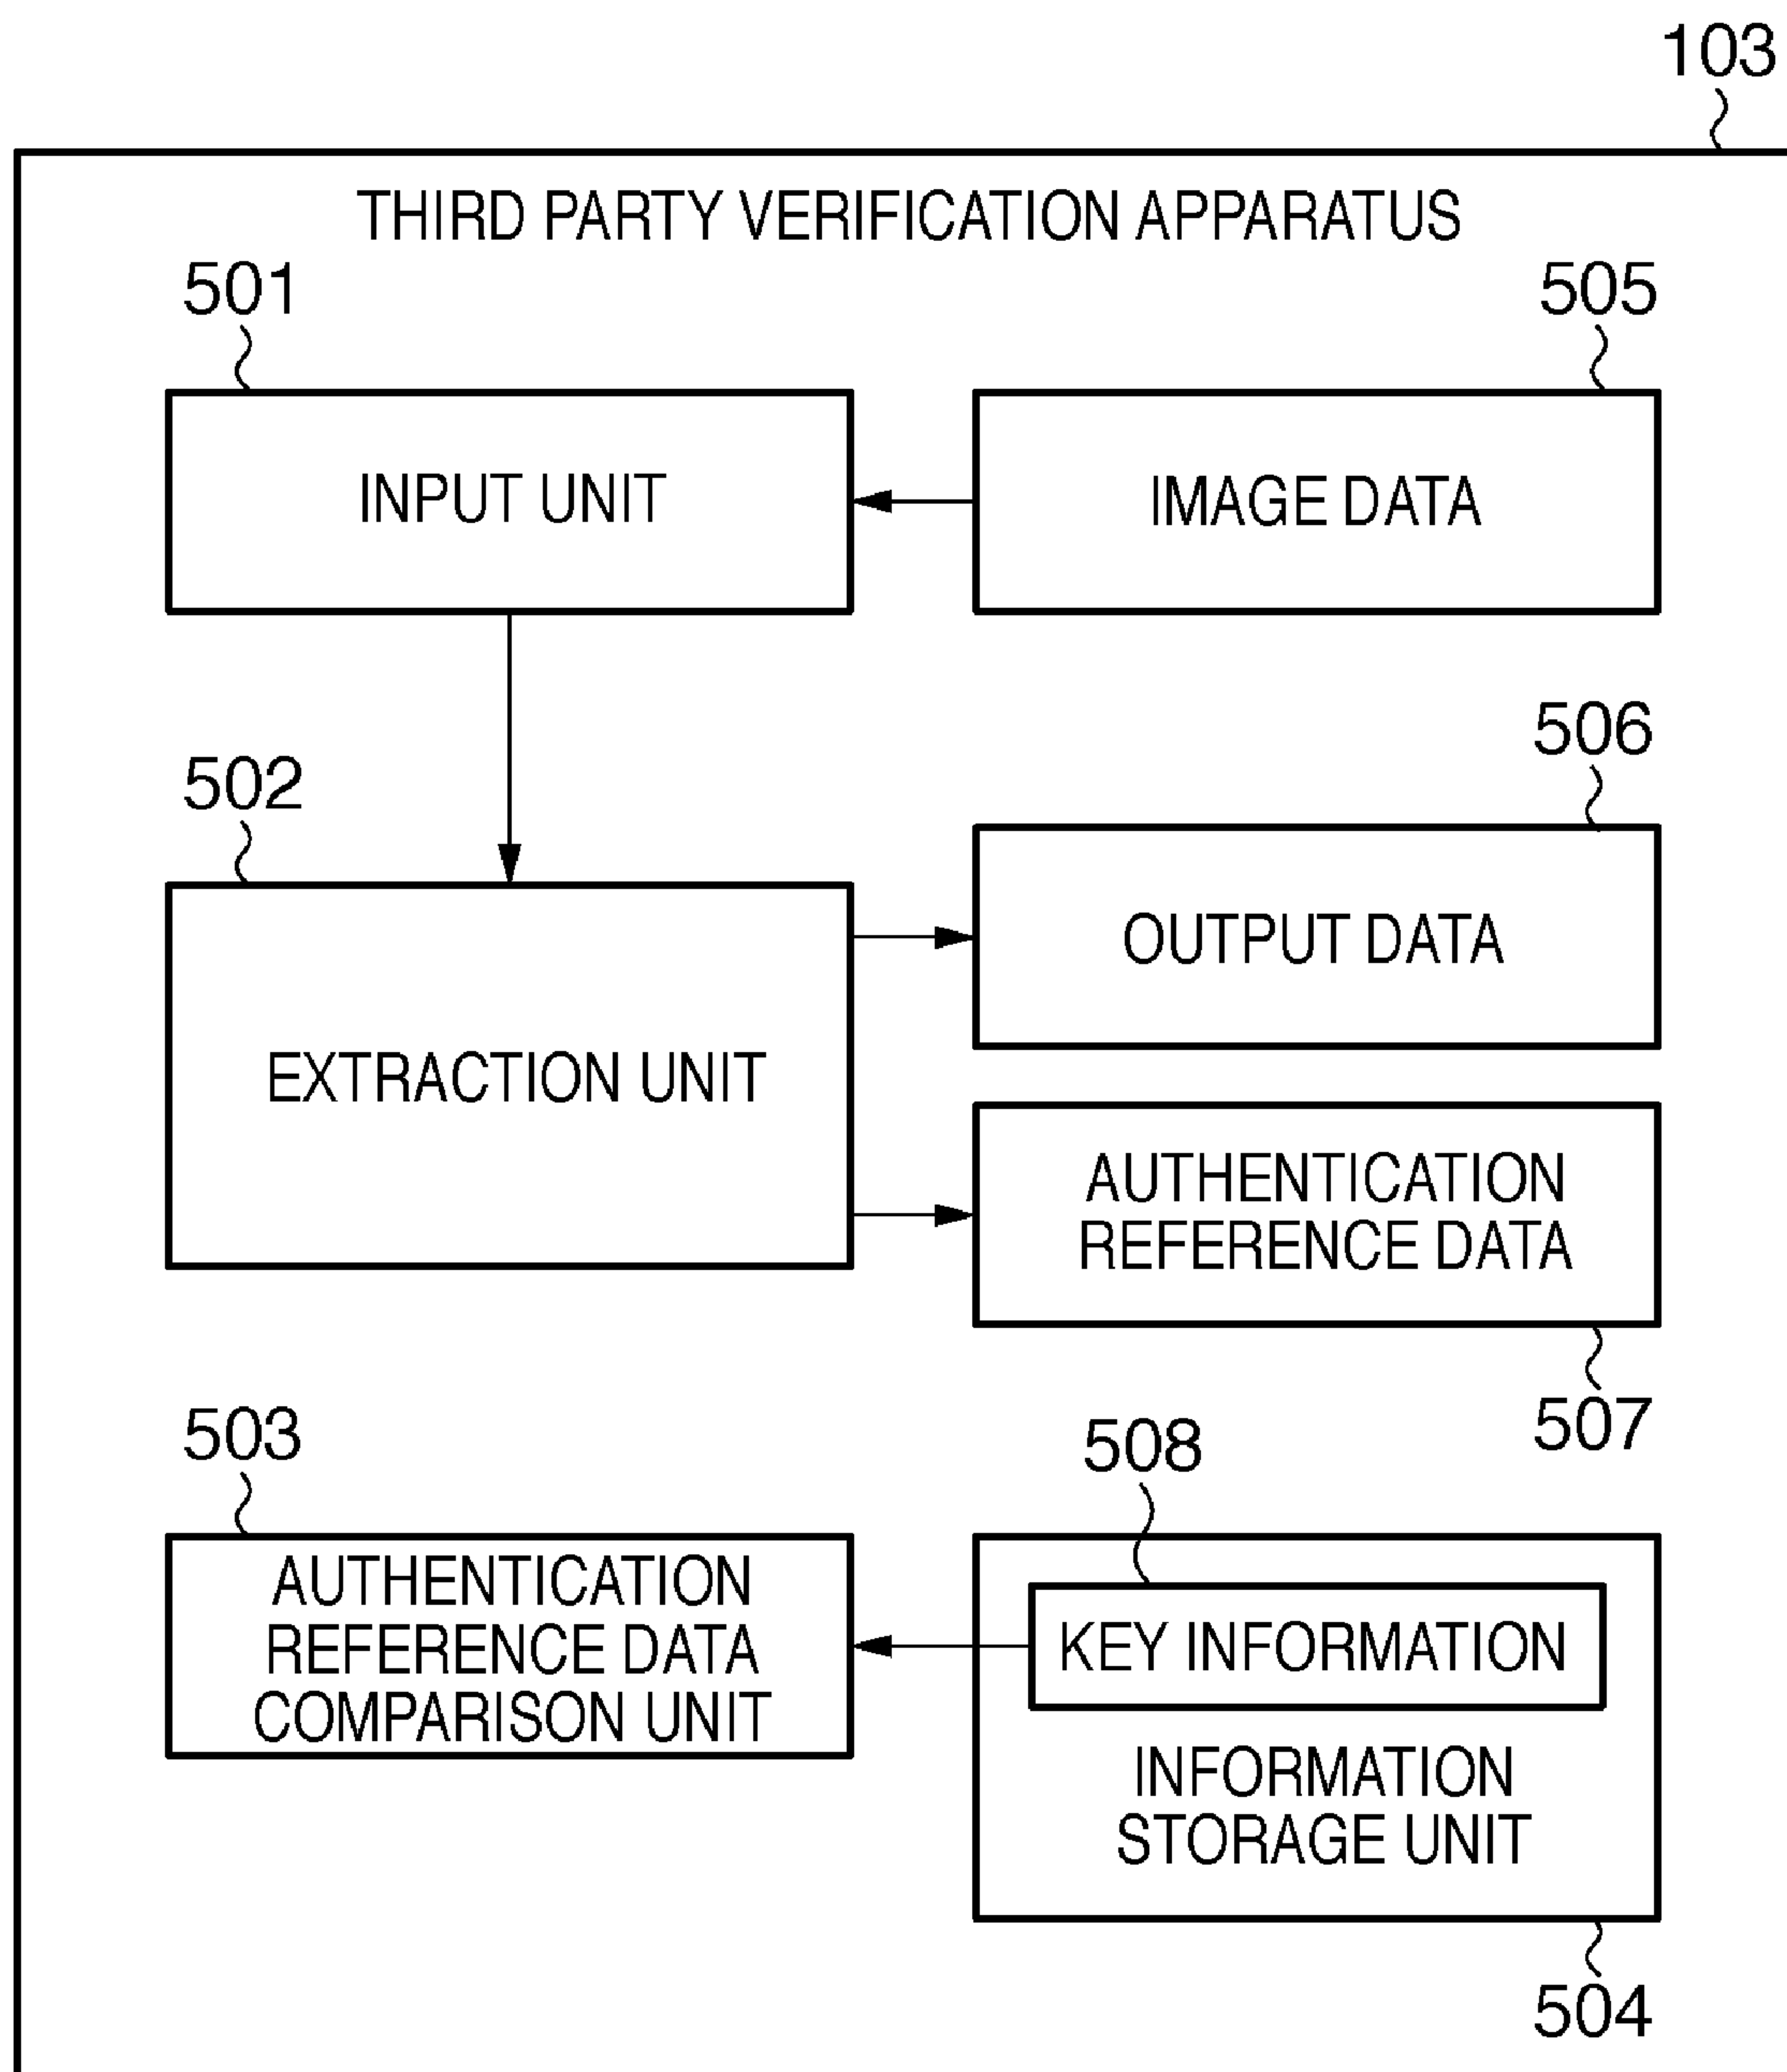 103
THIRD PARTY VERIFICATION APPARATUS
501
505
INPUT UNIT
IMAGE DATA
502
506
EXTRACTION UNIT
OUTPUT DATA
AUTHENTICATION
REFERENCE DATA
507
503
508
AUTHENTICATION
REFERENCE DATA
COMPARISON UNIT
KEY INFORMATION
INFORMATION
STORAGE UNIT
504